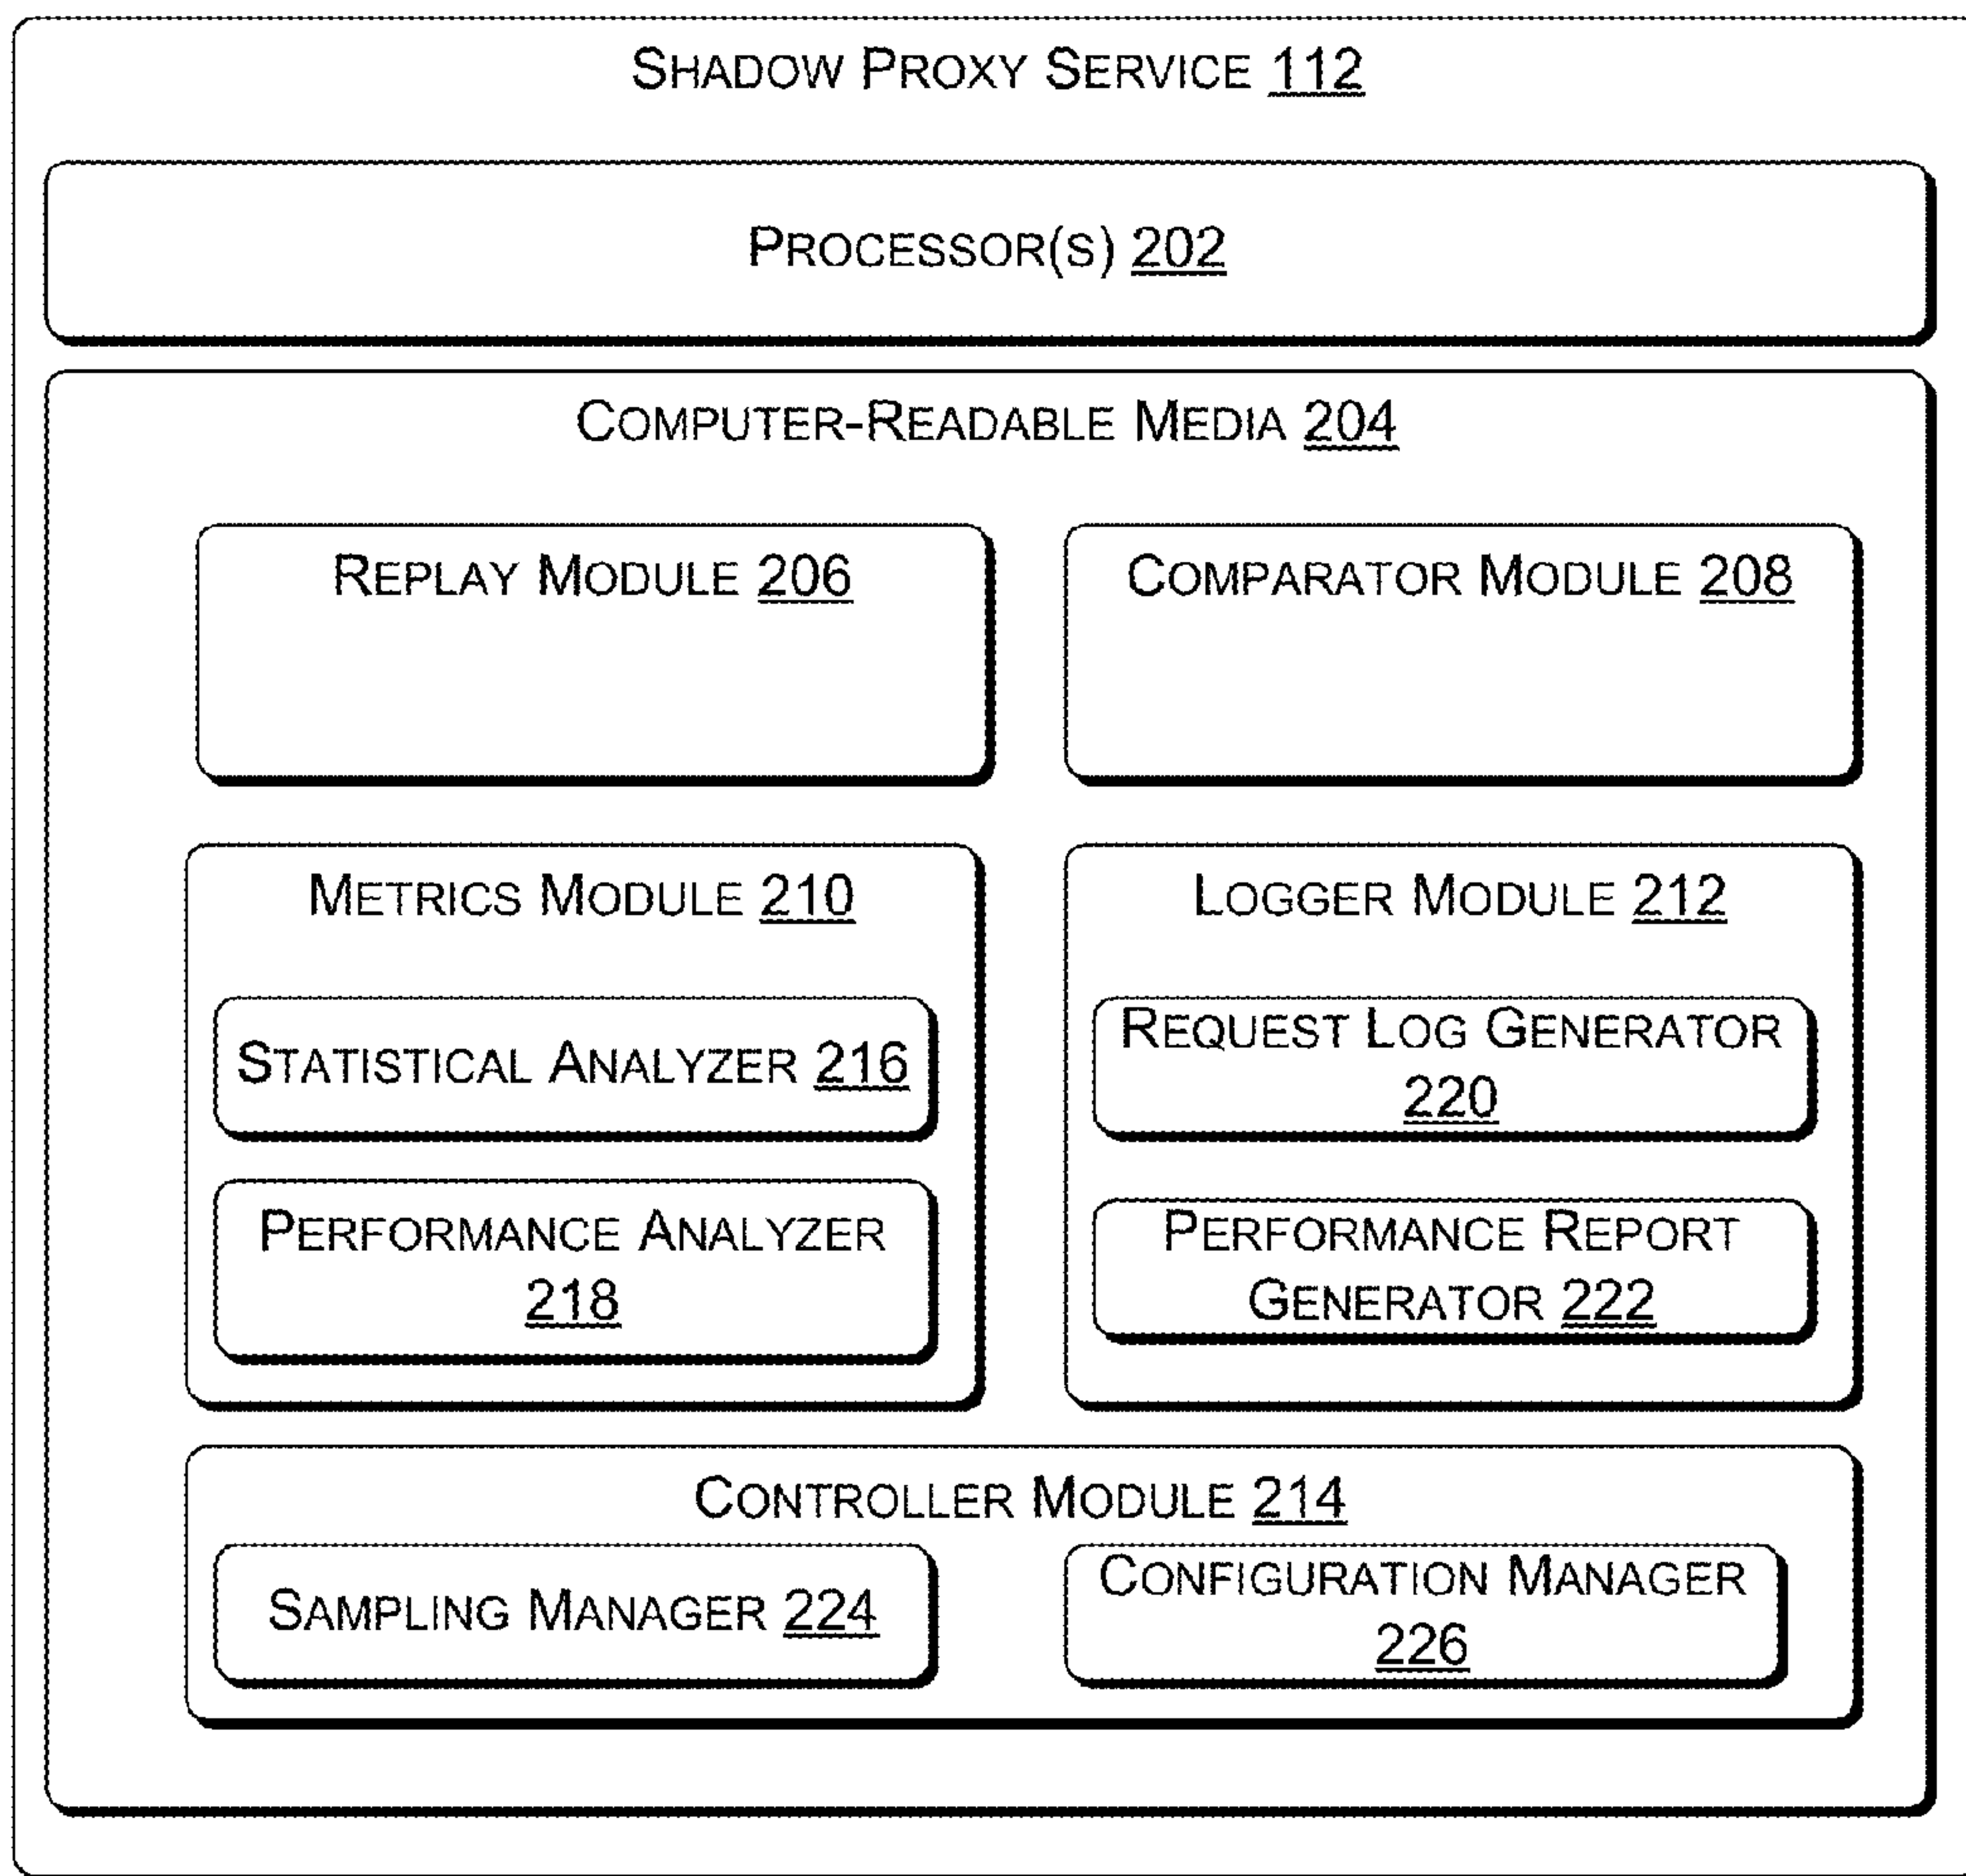 SHADOW PROXY SERVICE 112
PROCESSOR(S) 202
COMPUTER-READABLE MEDIA 204
REPLAY MODULE 206
COMPARATOR MODULE 208
METRICS MODULE 210
STATISTICAL ANALYZER 216
PERFORMANCE ANALYZER
218
LOGGER MODULE 212
REQUEST LOG GENERATOR
220
PERFORMANCE REPORT
GENERATOR 222
CONTROLLER MODULE 214
SAMPLING MANAGER 224
CONFIGURATION MANAGER
226